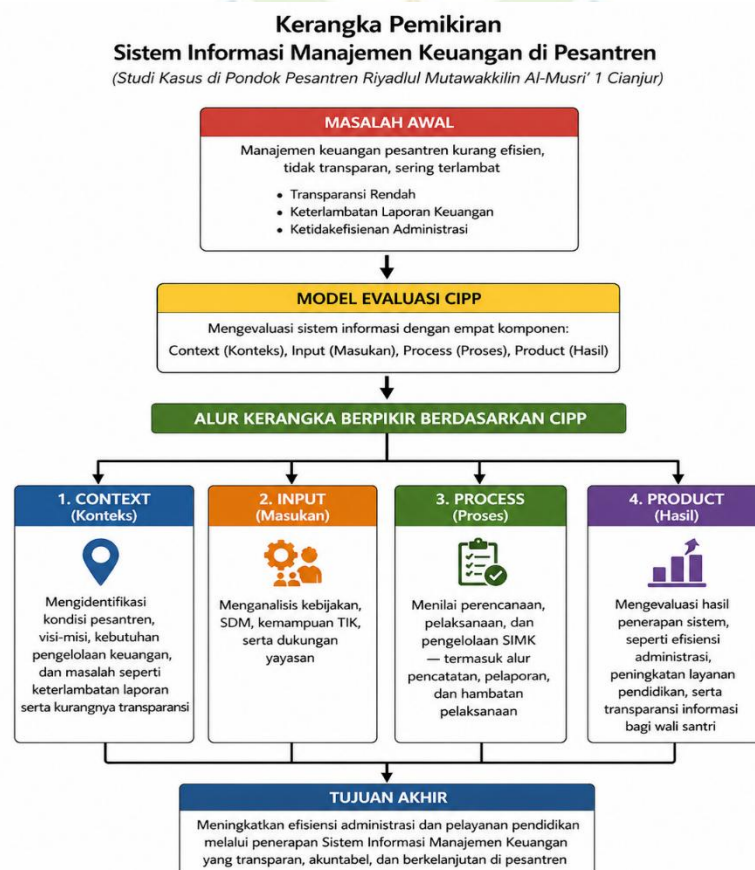 Kerangka Pemikiran
Sistem Informasi Manajemen Keuangan di Pesantren
(Studi Kasus di Pondok Pesantren Riyadlul Mutawakkilin Al-Musri' 1 Cianjur)
MASALAH AWAL
Manajemen keuangan pesantren kurang efisien,
tidak transparan, sering terlambat
• Transparansi Rendah
• Keterlambatan Laporan Keuangan
• Ketidakefisienan Administrasi
MODEL EVALUASI CIPP
Mengevaluasi sistem informasi dengan empat komponen:
Context (Konteks), Input (Masukan), Process (Proses), Product (Hasil)
ALUR KERANGKA BERPIKIR BERDASARKAN CIPP
1. CONTEXT
(Konteks)
Mengidentifikasi
kondisi pesantren,
visi-misi, kebutuhan
pengelolaan keuangan,
dan masalah seperti
keterlambatan laporan
serta kurangnya transparansi
2. INPUT
(Masukan)
Menganalisis kebijakan,
SDM, kemampuan TIK,
serta dukungan
yayasan
3. PROCESS
(Proses)
Menilai perencanaan,
pelaksanaan, dan
pengelolaan SIMK
— termasuk alur
pencatatan, pelaporan,
dan hambatan
pelaksanaan
4. PRODUCT
(Hasil)
Mengevaluasi hasil
penerapan sistem,
seperti efisiensi
administrasi,
peningkatan layanan
pendidikan, serta
transparansi informasi
bagi wali santri
TUJUAN AKHIR
Meningkatkan efisiensi administrasi dan pelayanan pendidikan
melalui penerapan Sistem Informasi Manajemen Keuangan
yang transparan, akuntabel, dan berkelanjutan di pesantren